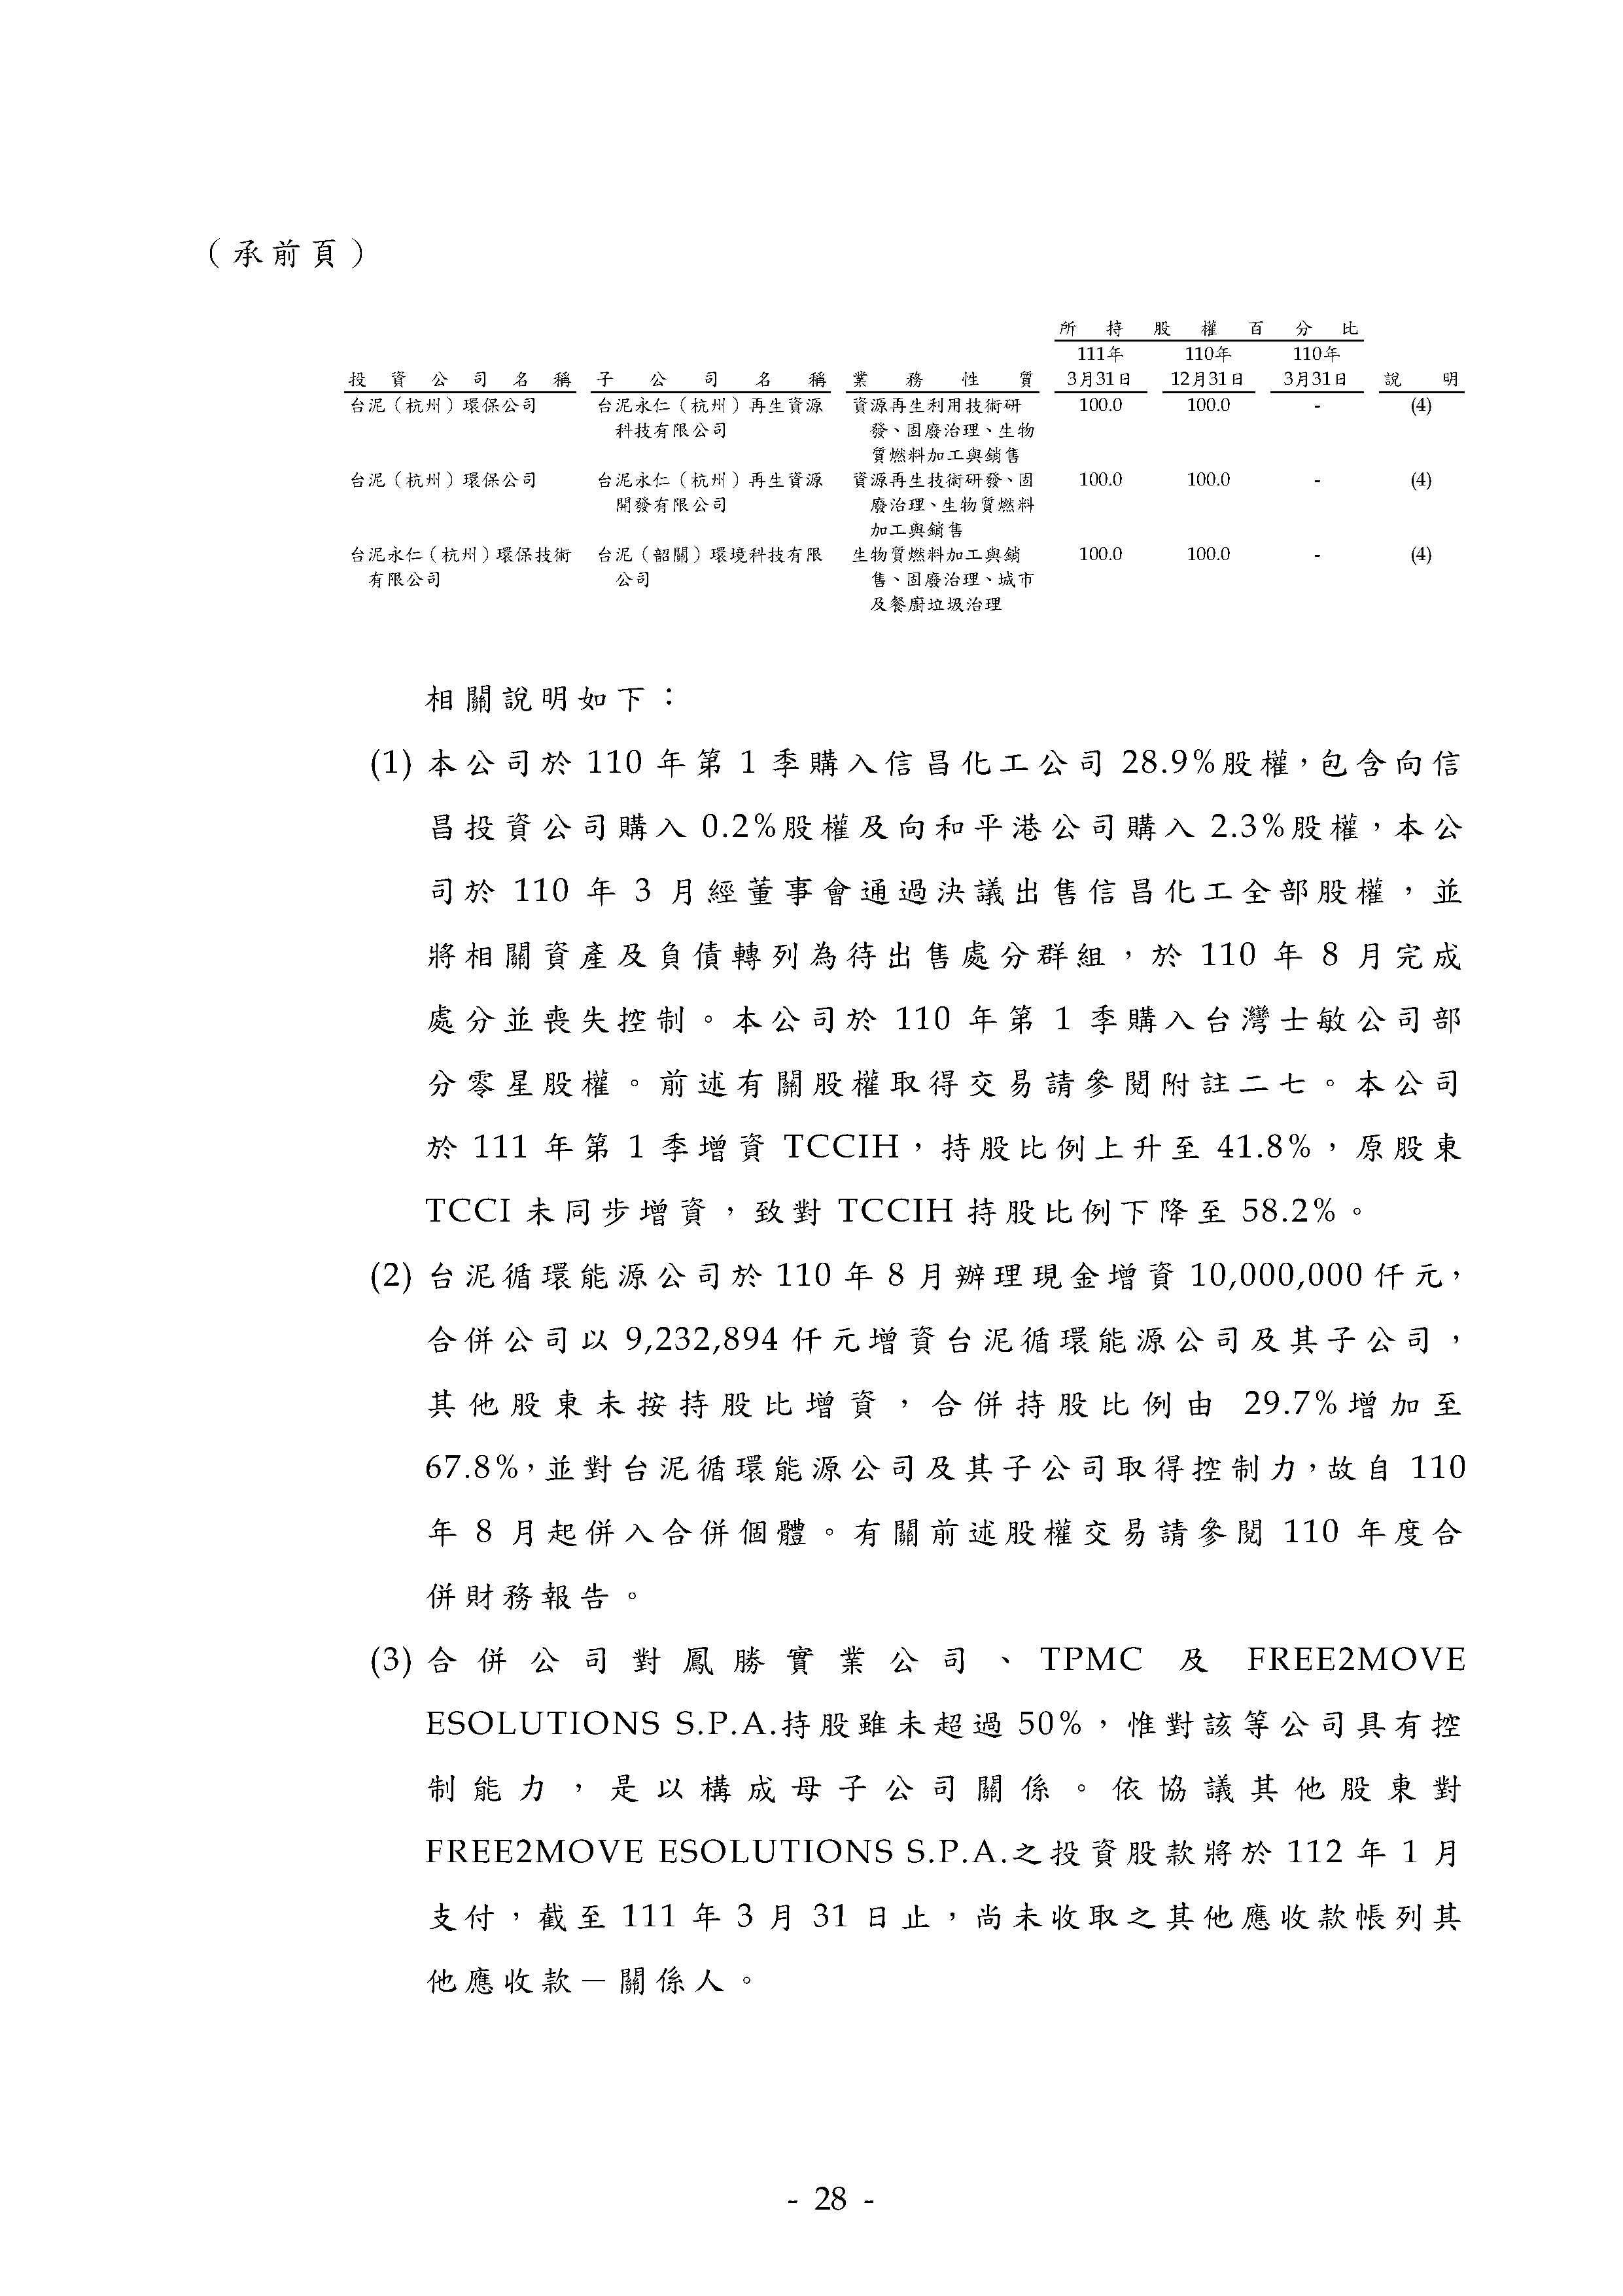 （承前頁）
所持股權百分比
111年 110年 110年
投資公司名稱 子公司名稱 業務性質 3月31日 12月31日 3月31日 說明
台泥（杭州）環保公司 台泥永仁（杭州）再生資源 資源再生利用技術研 100.0 100.0 - (4)
科技有限公司 發、固廢治理、生物
質燃料加工與銷售
台泥（杭州）環保公司 台泥永仁（杭州）再生資源 資源再生技術研發、固 100.0 100.0 - (4)
開發有限公司 廢治理、生物質燃料
加工與銷售
台泥永仁（杭州）環保技術 台泥（韶關）環境科技有限 生物質燃料加工與銷 100.0 100.0 - (4)
有限公司 公司 售、固廢治理、城市
及餐廚垃圾治理
相關說明如下：
(1) 本公司於 110 年第 1 季購入信昌化工公司 28.9%股權，包含向信
昌投資公司購入 0.2%股權及向和平港公司購入 2.3%股權，本公
司於 110 年 3 月經董事會通過決議出售信昌化工全部股權，並
將相關資產及負債轉列為待出售處分群組，於 110 年 8 月完成
處分並喪失控制。本公司於 110 年第 1 季購入台灣士敏公司部
分零星股權。前述有關股權取得交易請參閱附註二七。本公司
於 111 年第 1 季增資 TCCIH，持股比例上升至 41.8%，原股東
TCCI 未同步增資，致對 TCCIH 持股比例下降至 58.2%。
(2) 台泥循環能源公司於 110 年 8 月辦理現金增資 10,000,000 仟元，
合併公司以 9,232,894 仟元增資台泥循環能源公司及其子公司，
其他股東未按持股比增資，合併持股比例由 29.7%增加至
67.8%，並對台泥循環能源公司及其子公司取得控制力，故自 110
年 8 月起併入合併個體。有關前述股權交易請參閱 110 年度合
併財務報告。
(3) 合併公司對鳳勝實業公司、TPMC 及 FREE2MOVE
ESOLUTIONS S.P.A.持股雖未超過 50%，惟對該等公司具有控
制能力，是以構成母子公司關係。依協議其他股東對
FREE2MOVE ESOLUTIONS S.P.A.之投資股款將於 112 年 1 月
支付，截至 111 年 3 月 31 日止，尚未收取之其他應收款帳列其
他應收款－關係人。
- 28 -